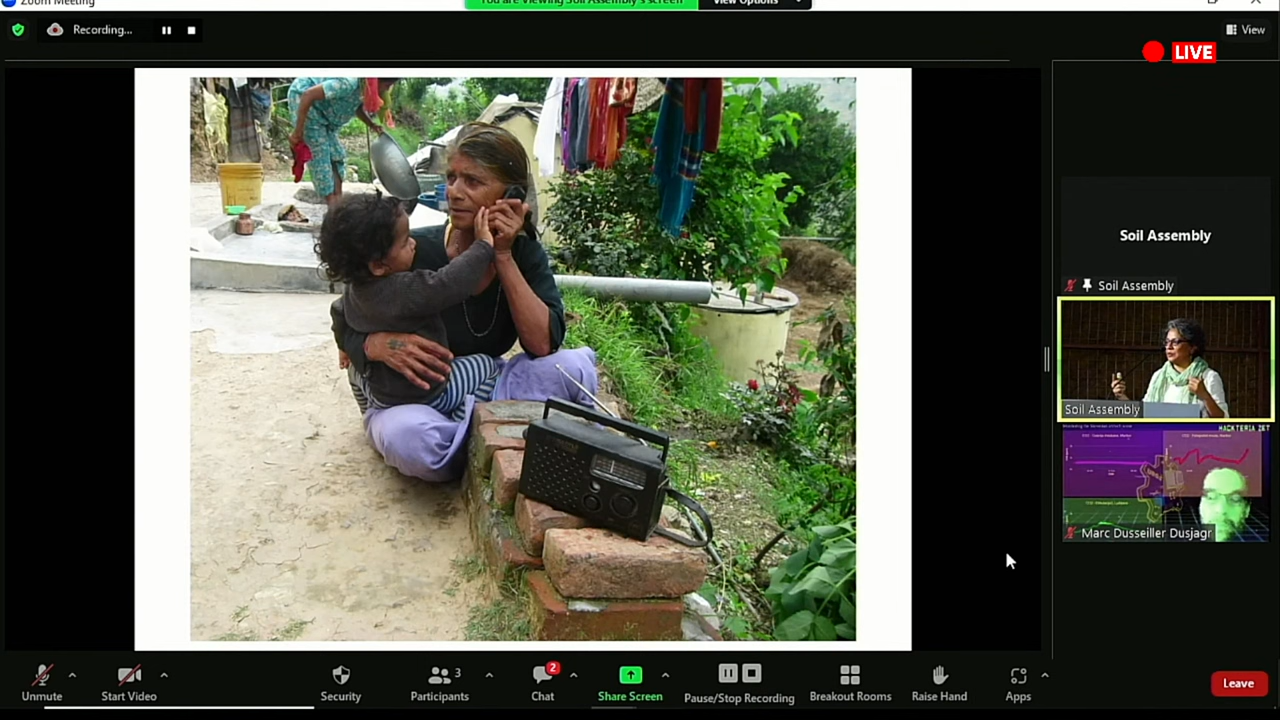 Zoom Meeting
You are viewing Soil Assembly's screen
View Options
Recording...
View
LIVE
Soil Assembly
Soil Assembly
Soil Assembly
HACKTERIA ZET
Marc Dusseiller Dusjagr
Unmute
Start Video
Security
3
Participants
2
Chat
Share Screen
Pause/Stop Recording
Breakout Rooms
Raise Hand
Apps
Leave